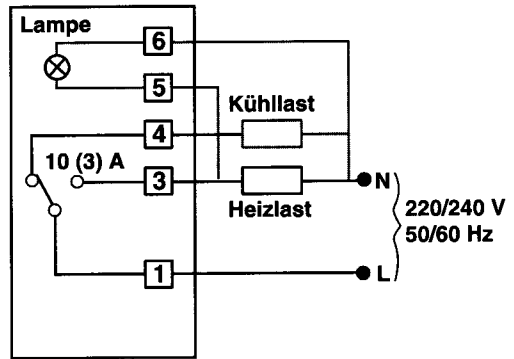 Lampe
6
5
Kühllast
4
10 (3) A
3
N
Heizlast
220/240 V
50/60 Hz
1
L